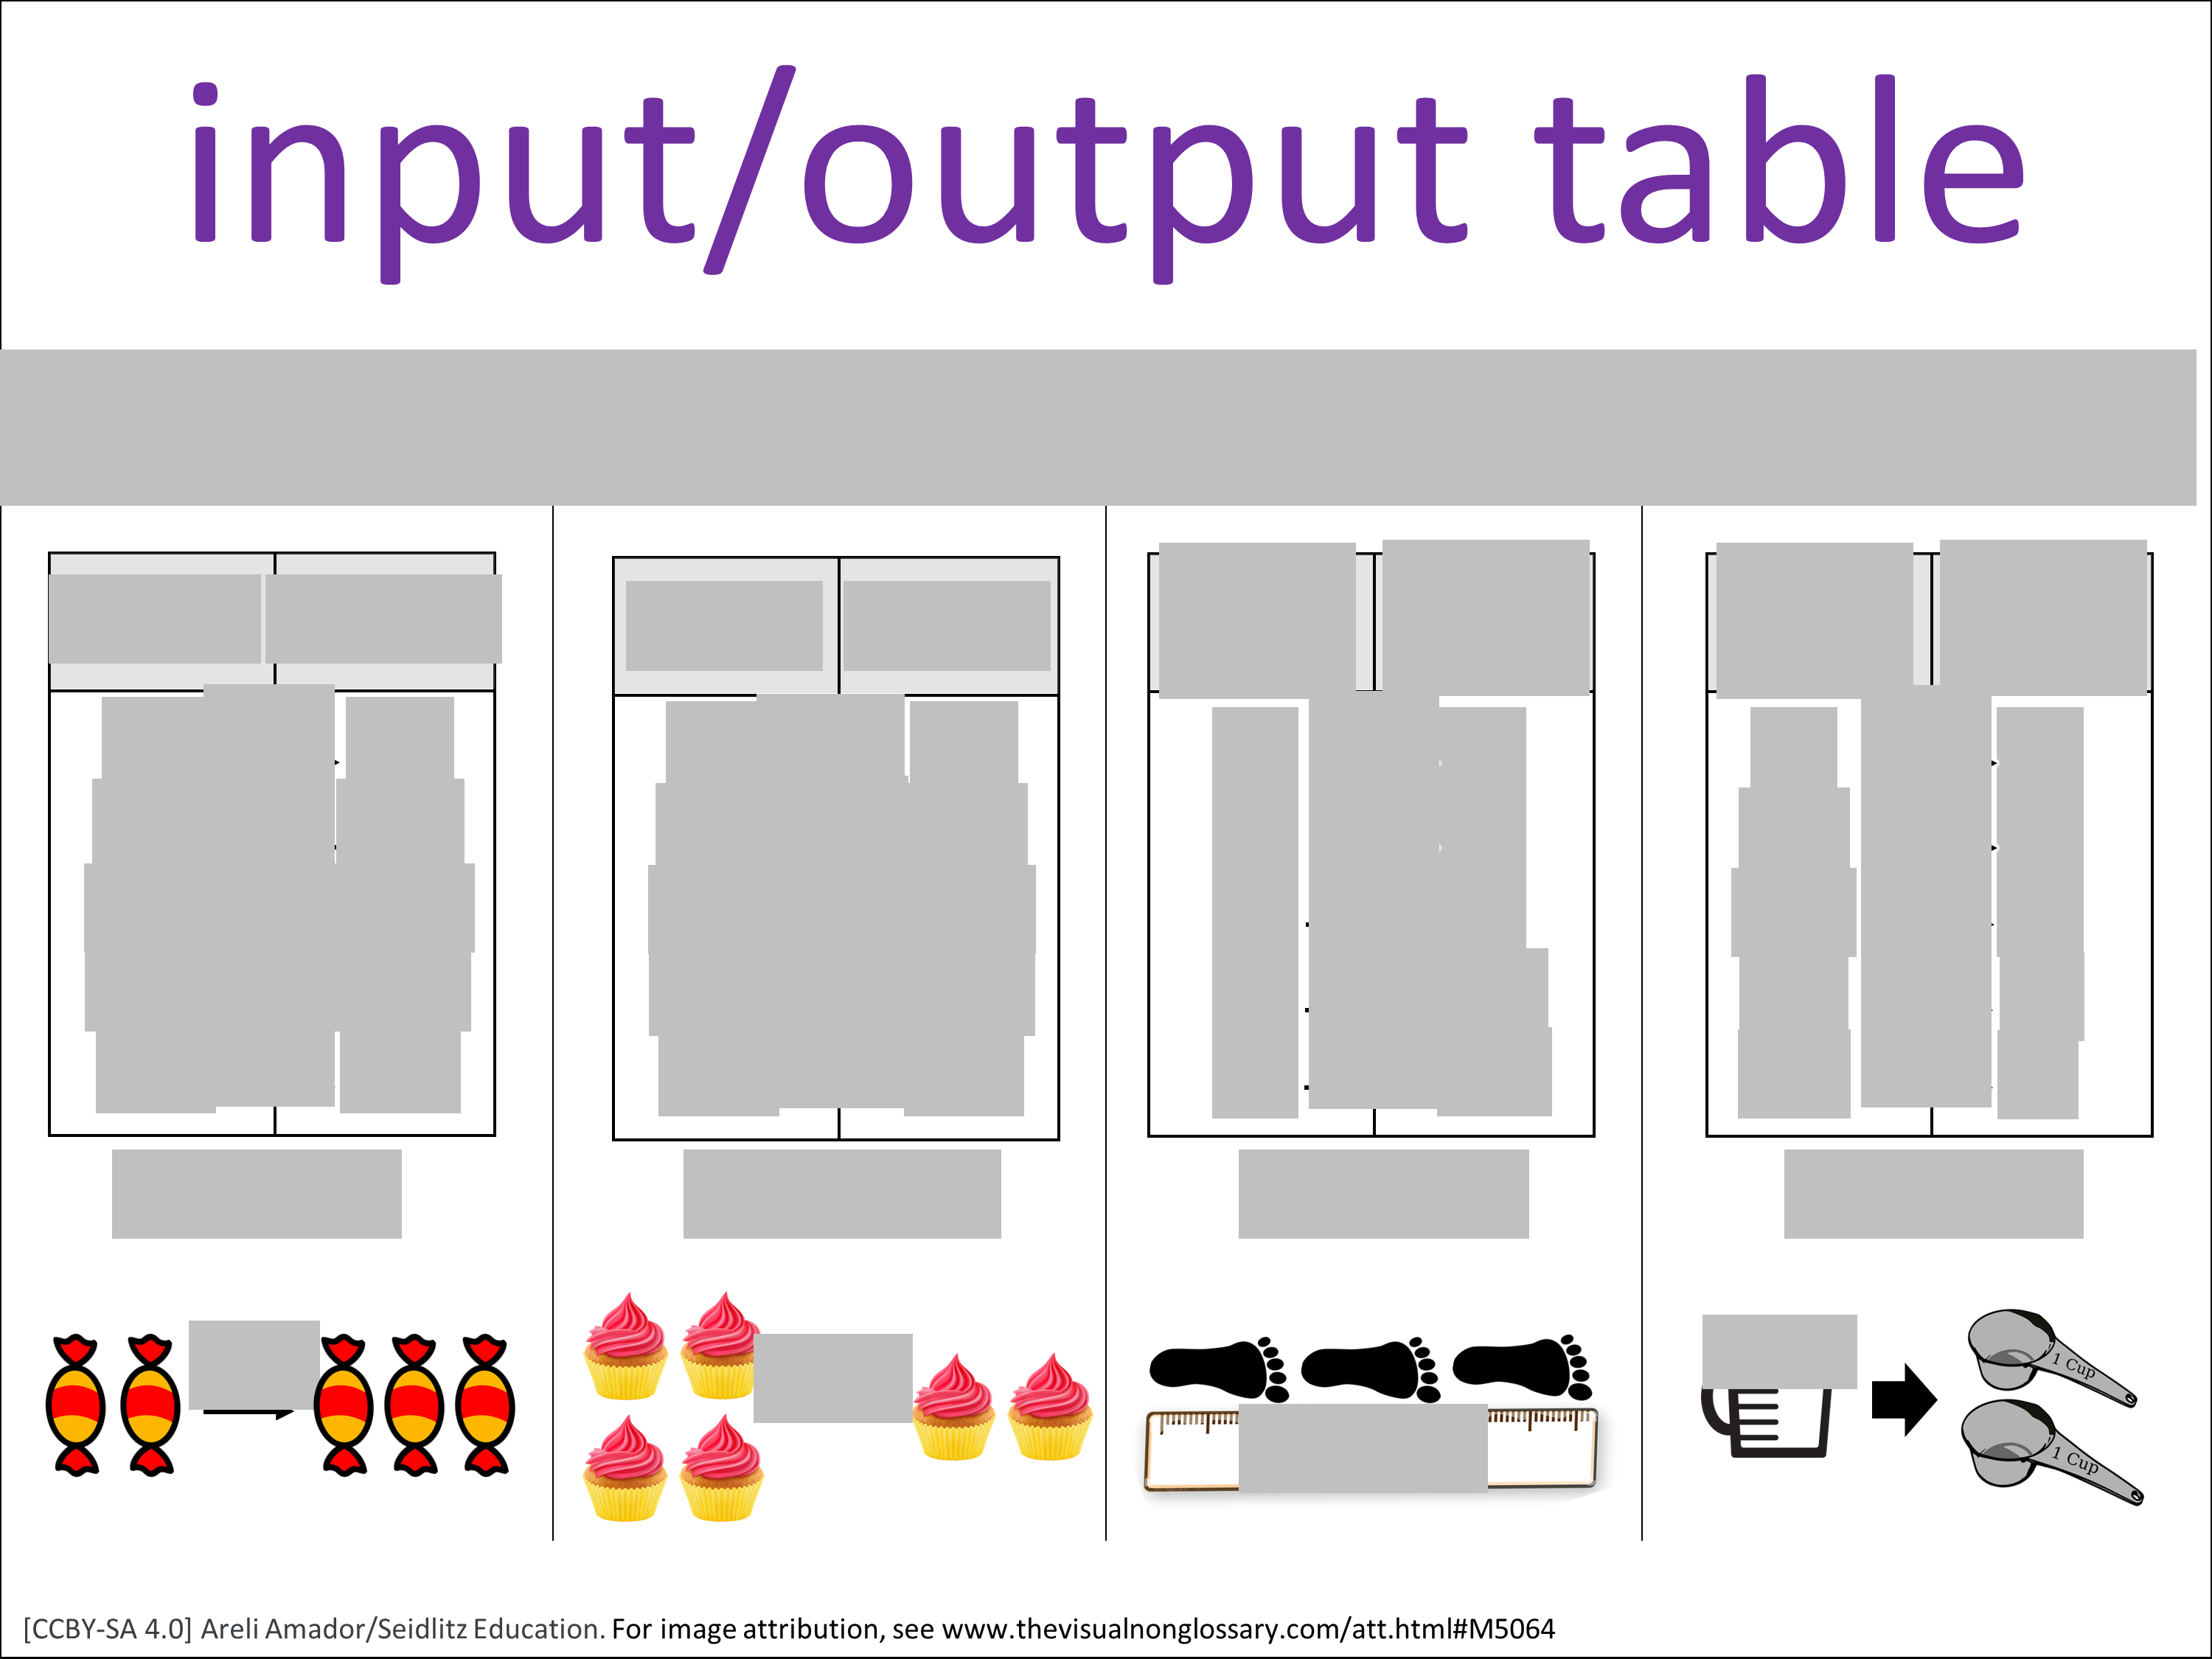 input/output table
1 Cup
1 Cup
[CCBY-SA 4.0] Areli Amador/Seidlitz Education. For image attribution, see www.thevisualnonglossary.com/att.html#M5064